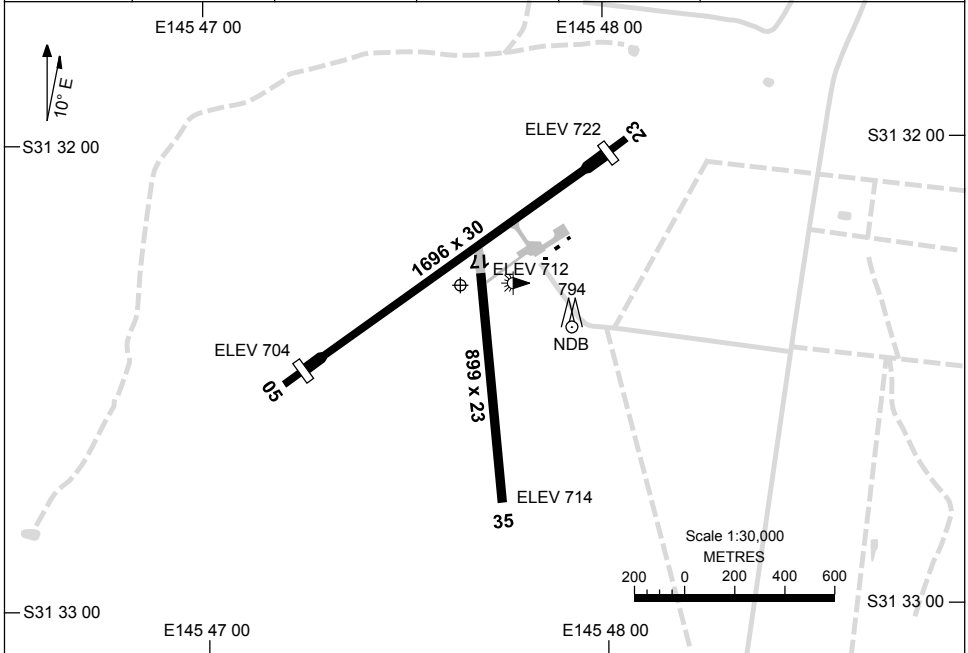 E145 47 00
E145 48 00
10° E
S31 32 00
S31 32 00
ELEV 722
23
1696 x 30
17
ELEV 712
794
NDB
ELEV 704
05
899 x 23
ELEV 714
35
Scale 1:30,000
METRES
200 0 200 400 600
S31 33 00
S31 33 00
E145 47 00
E145 48 00